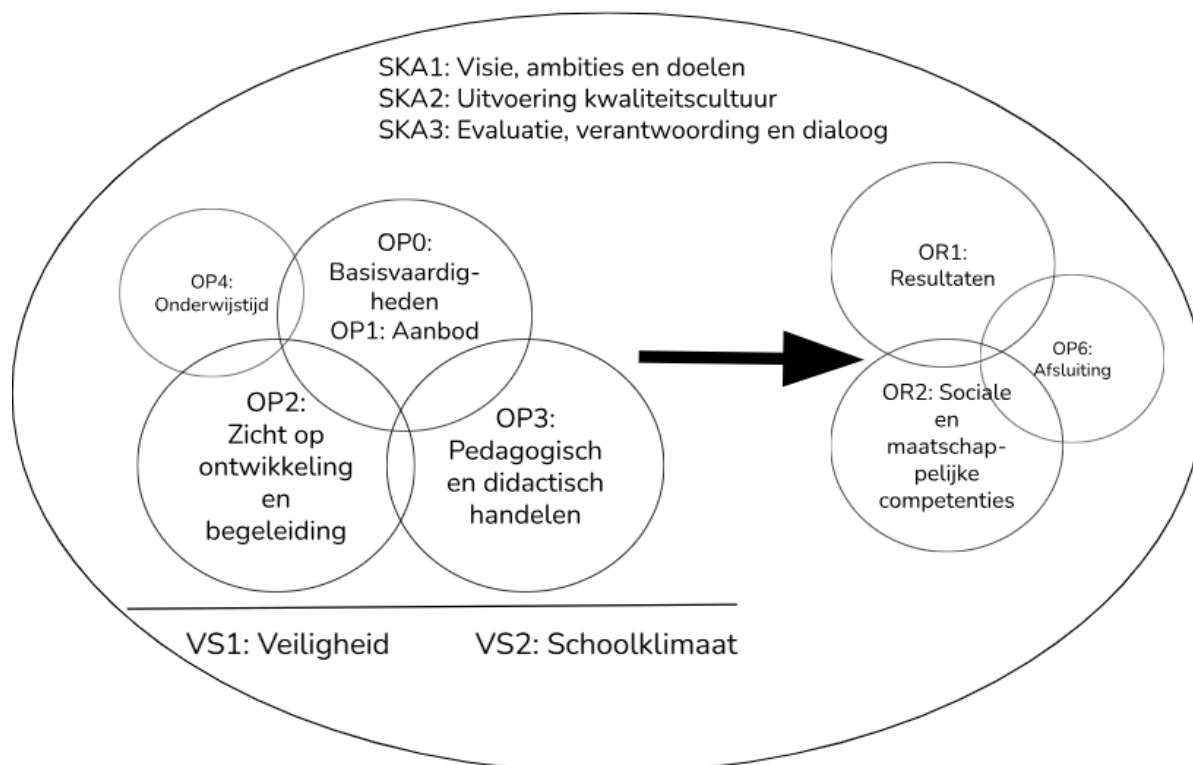 SKA1: Visie, ambities en doelen
SKA2: Uitvoering kwaliteitscultuur
SKA3: Evaluatie, verantwoording en dialoog
OP4:
Onderwijstijd
OP0:
Basisvaardig-
heden
OP1: Aanbod
OP2:
Zicht op
ontwikkeling
en
begeleiding
OP3:
Pedagogisch
en didactisch
handelen
VS1: Veiligheid
VS2: Schoolklimaat
OR1:
Resultaten
OP6:
Afsluiting
OR2: Sociale
en
maatschap-
pelijke
competenties